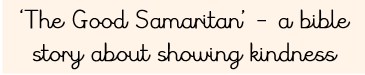 ‘The Good Samaritan’ - a bible
story about showing kindness